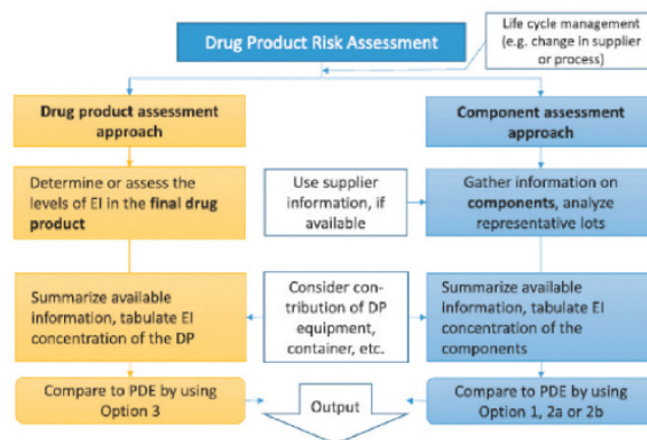 Drug Product Risk Assessment
Life cycle management
(e.g. change in supplier
or process)
Drug product assessment
approach
Component assessment
approach
Determine or assess the
levels of EI in the final drug
product
Use supplier
information, if
available
Gather information on
components, analyze
representative lots
Summarize available
information, tabulate EI
concentration of the DP
Consider con-
tribution of DP
equipment,
container, etc.
Summarize available
information, tabulate EI
concentration of the
components
Compare to PDE by using
Option 3
Output
Compare to PDE by using
Option 1, 2a or 2b